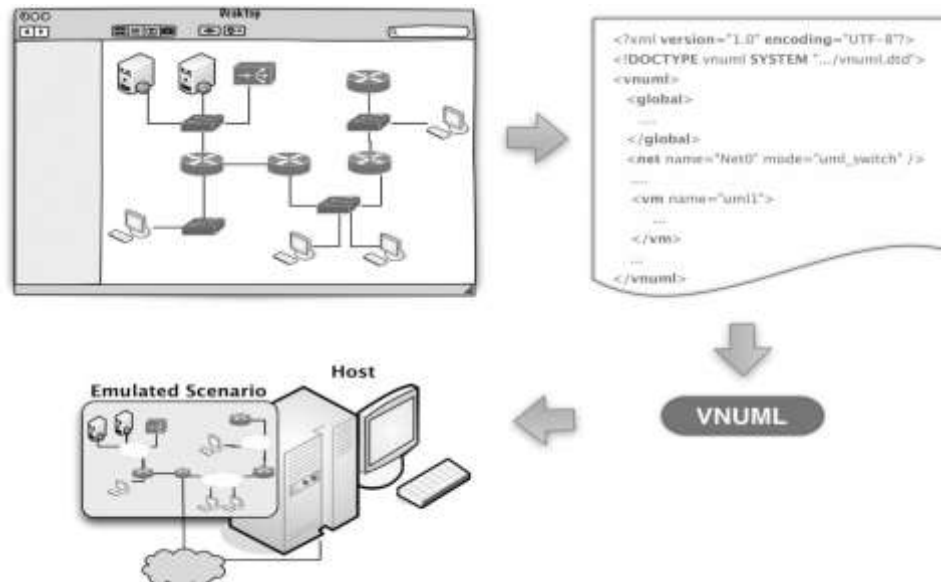 Desktop
<?xml version="1.0" encoding="UTF-8"?>
<!DOCTYPE vnuml SYSTEM ".../vnuml.dtd">
<vnuml>
<global>
....
</global>
<net name="Net0" mode="uml_switch" />
....
<vm name="uml1">
...
</vm>
...
</vnuml>
Host
Emulated Scenario
VNUML